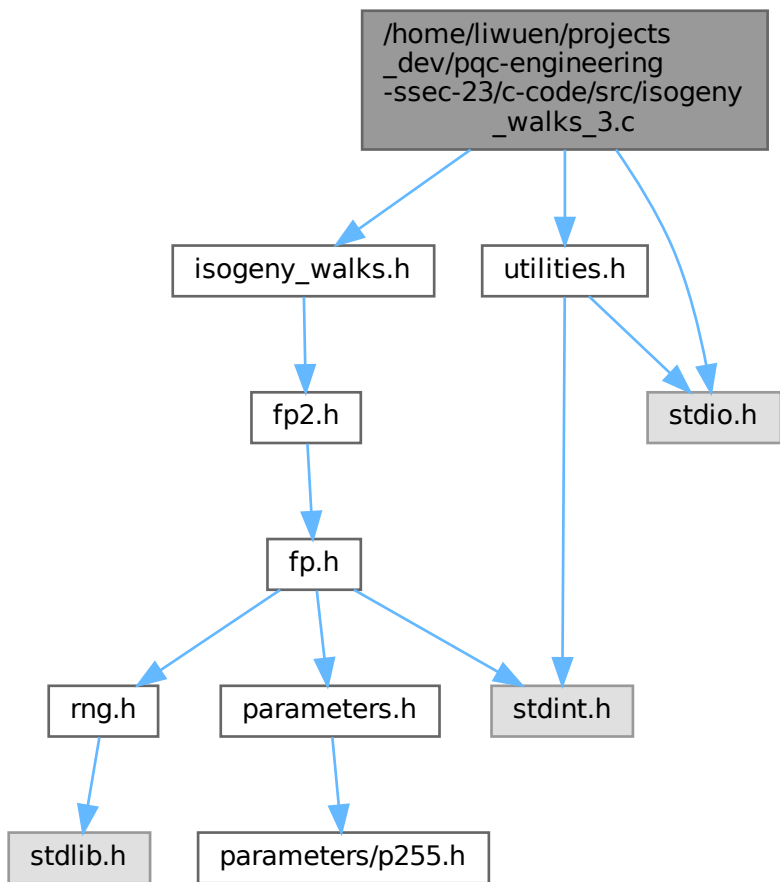 /home/liwuen/projects
_dev/pqc-engineering
-ssec-23/c-code/src/isogeny
_walks_3.c
isogeny_walks.h
utilities.h
fp2.h
stdio.h
fp.h
rng.h
parameters.h
stdint.h
stdlib.h
parameters/p255.h